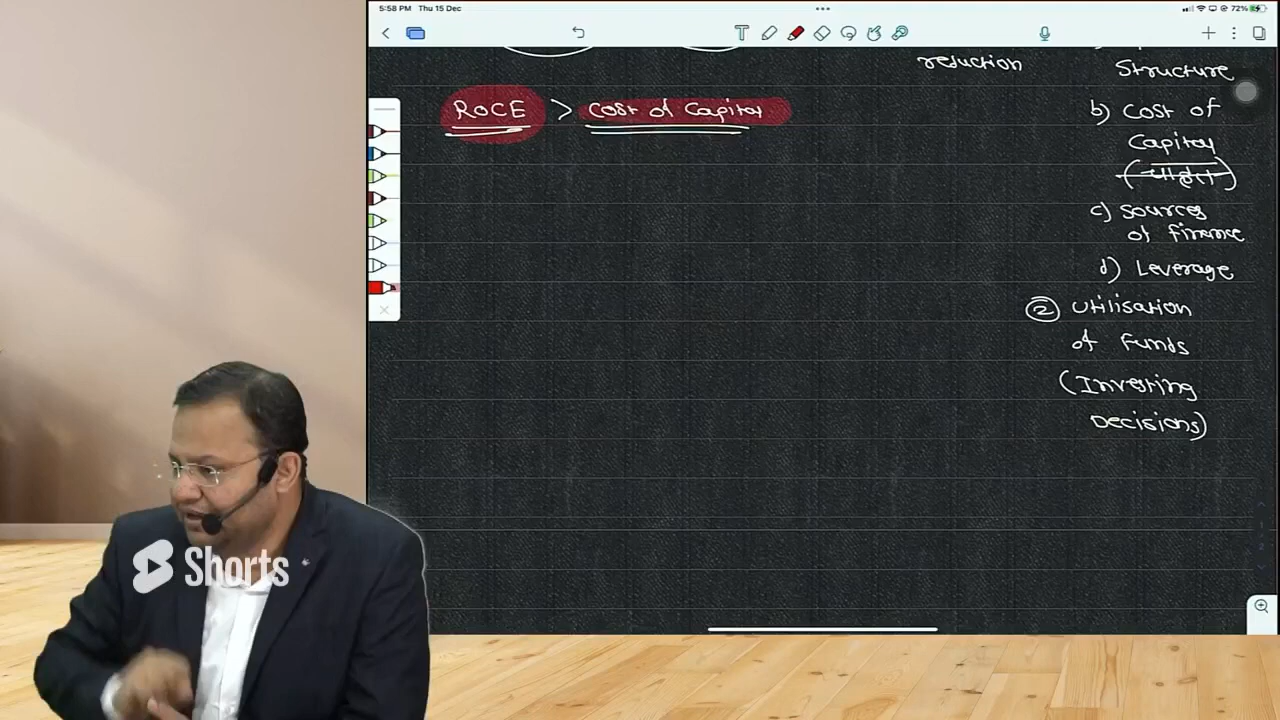 5:58 PM Thu 15 Dec
72%
T
reduction
Structure
ROCE > Cost of Capital
b) Cost of
Capital
c) Sources
of Finance
d) Leverage
② Utilisation
of Funds
(Investing
Decisions)
Shorts